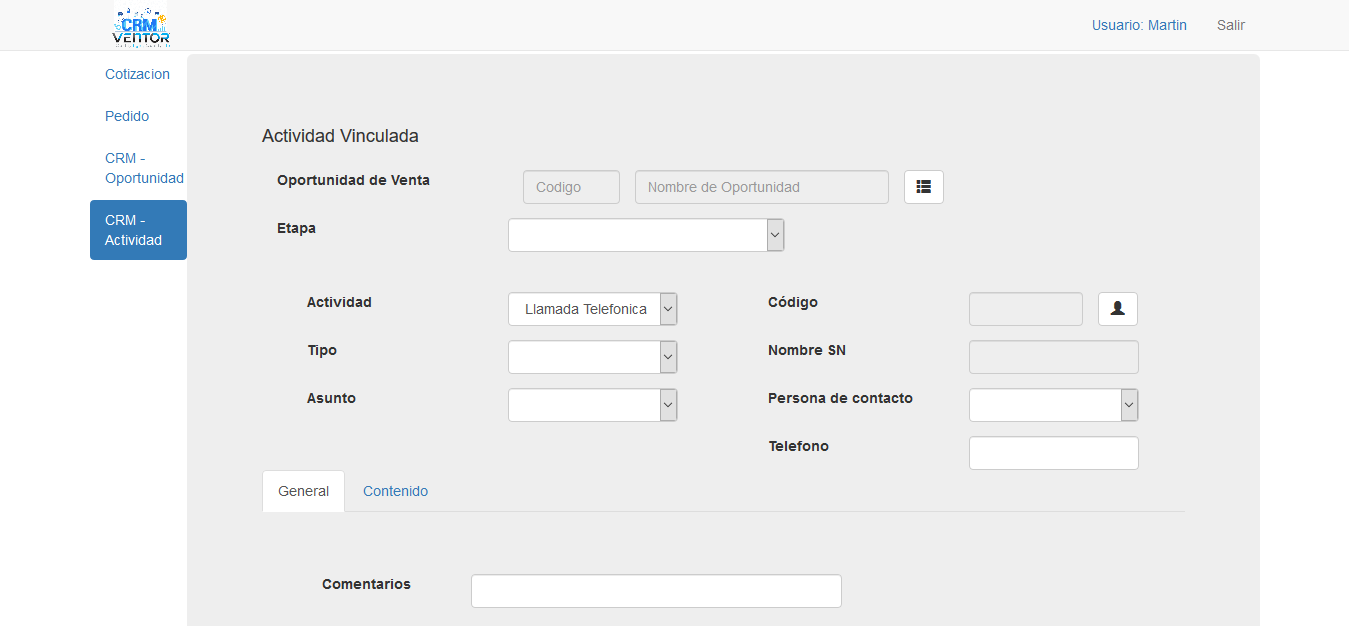 CRM
VENTOR
Usuario: Martin
Salir
Cotizacion
Pedido
CRM -
Oportunidad
CRM -
Actividad
Actividad Vinculada
Oportunidad de Venta
Codigo
Nombre de Oportunidad
Etapa
Actividad
Llamada Telefonica
Código
Tipo
Nombre SN
Asunto
Persona de contacto
Telefono
General
Contenido
Comentarios